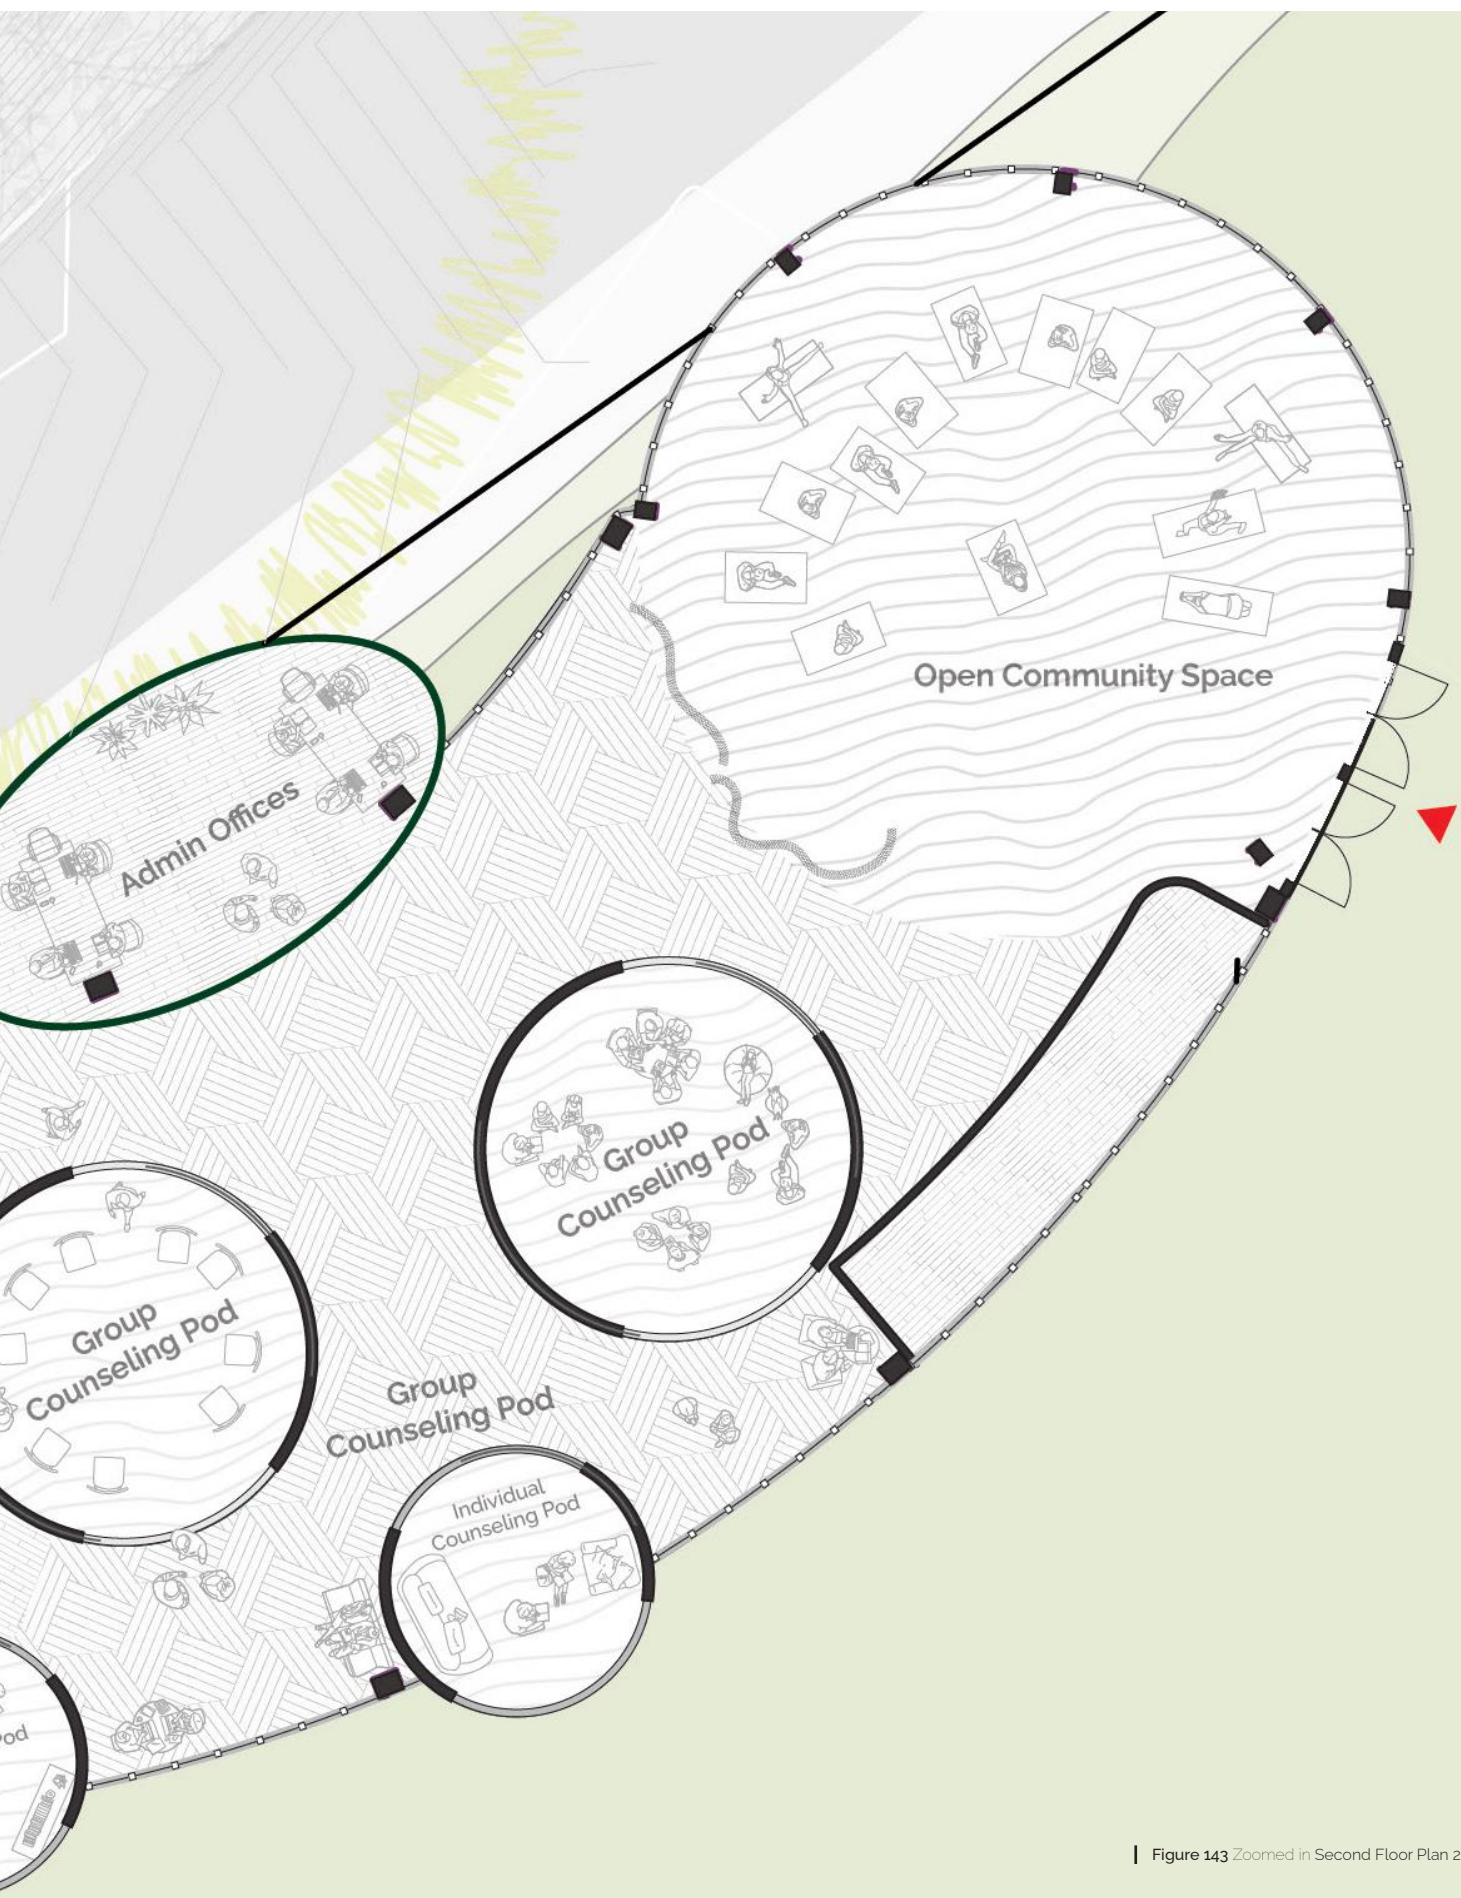 Open Community Space
Admin Offices
Group
Counseling Pod
Group
Counseling Pod
Group
Counseling Pod
Individual
Counseling Pod
Pod
Figure 143 Zoomed in Second Floor Plan 2